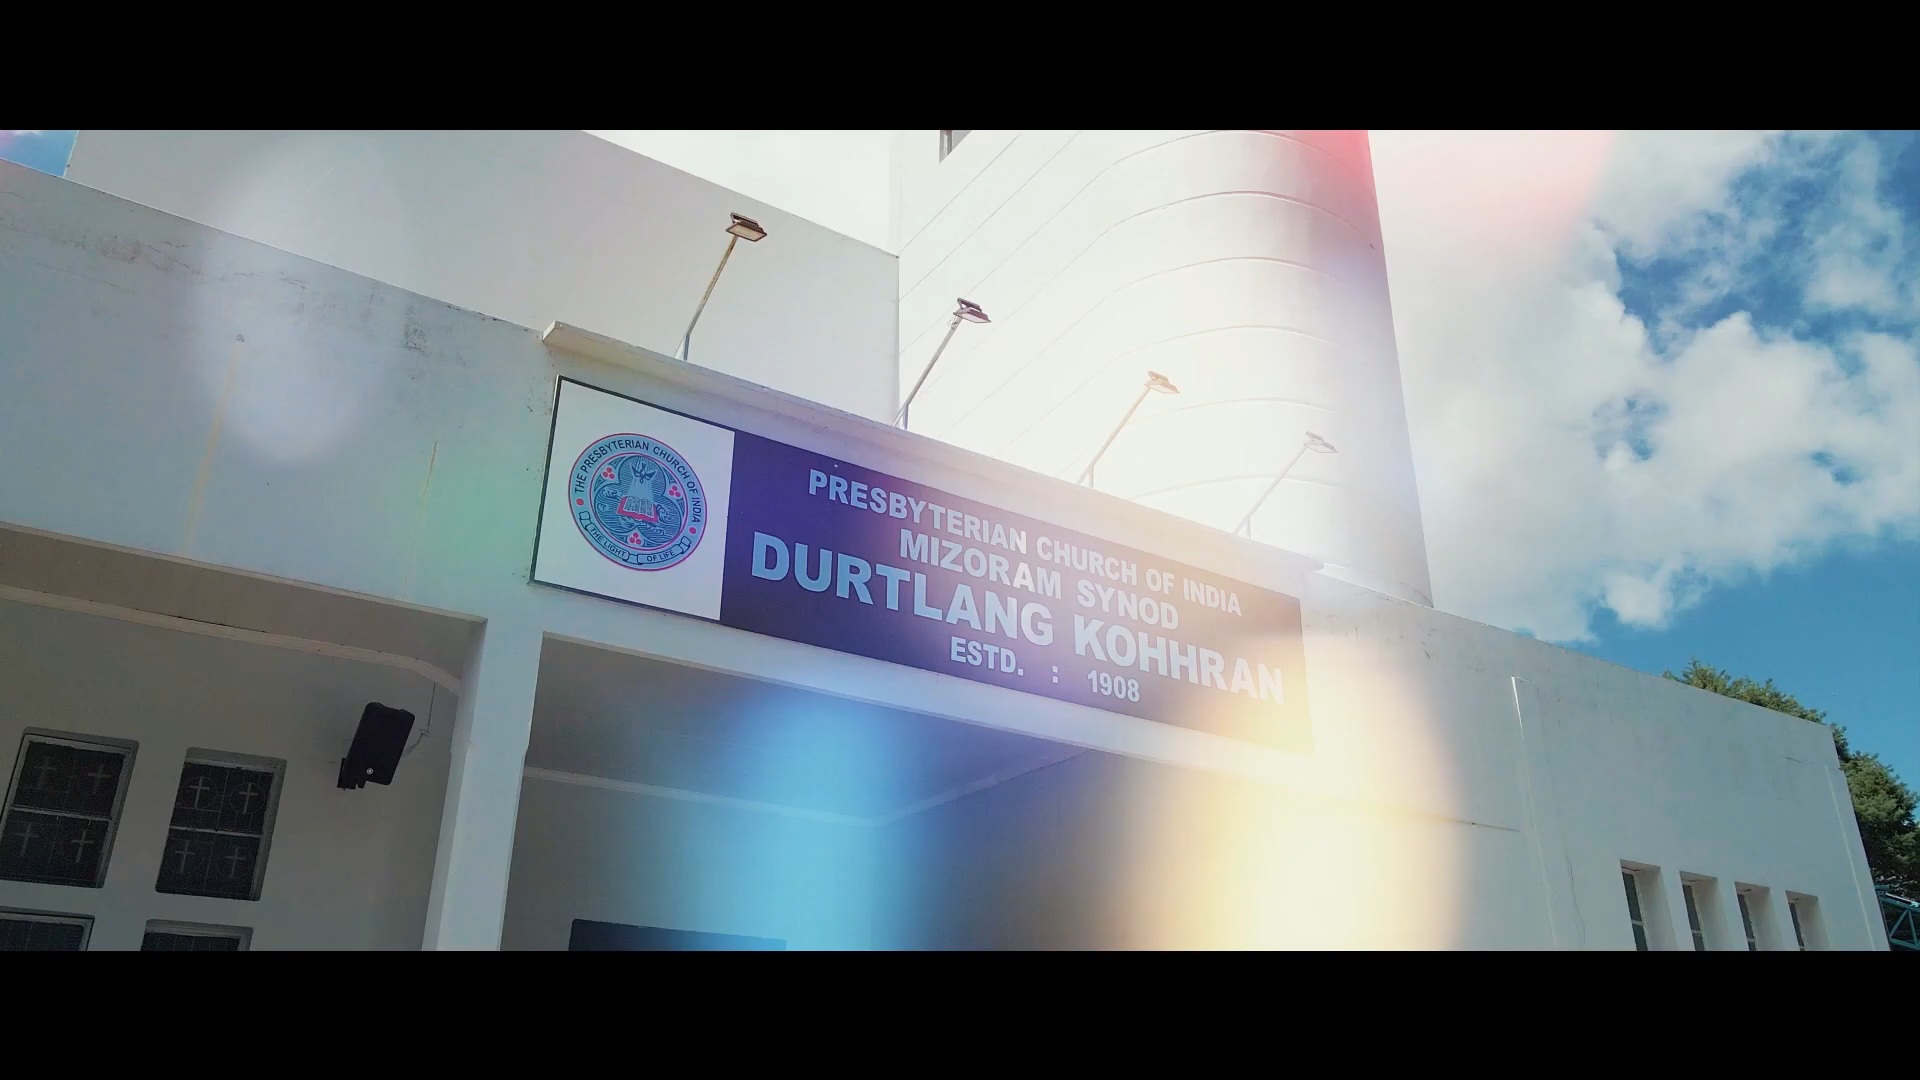 THE PRESBYTERIAN CHURCH OF INDIA
THE LIGHT OF LIFE
PRESBYTERIAN CHURCH OF INDIA
MIZORAM SYNOD
DURTLANG KOHHRAN
ESTD. : 1908